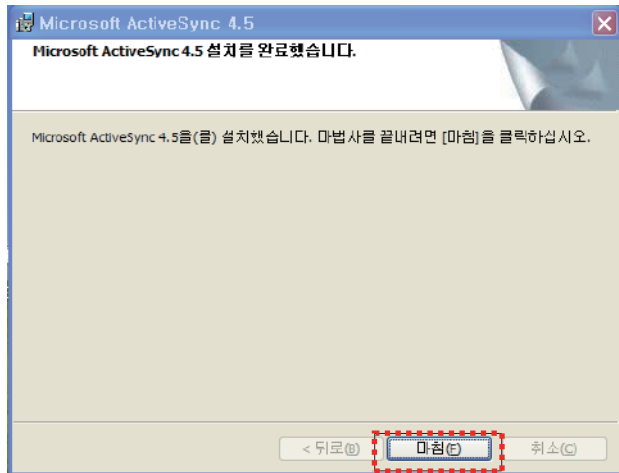 Microsoft ActiveSync 4.5
Microsoft ActiveSync 4.5 설치를 완료했습니다.
Microsoft ActiveSync 4.5을(를) 설치했습니다. 마법사를 끝내려면 [마침]을 클릭하십시오.
< 뒤로(B) 마침(F) 취소(C)